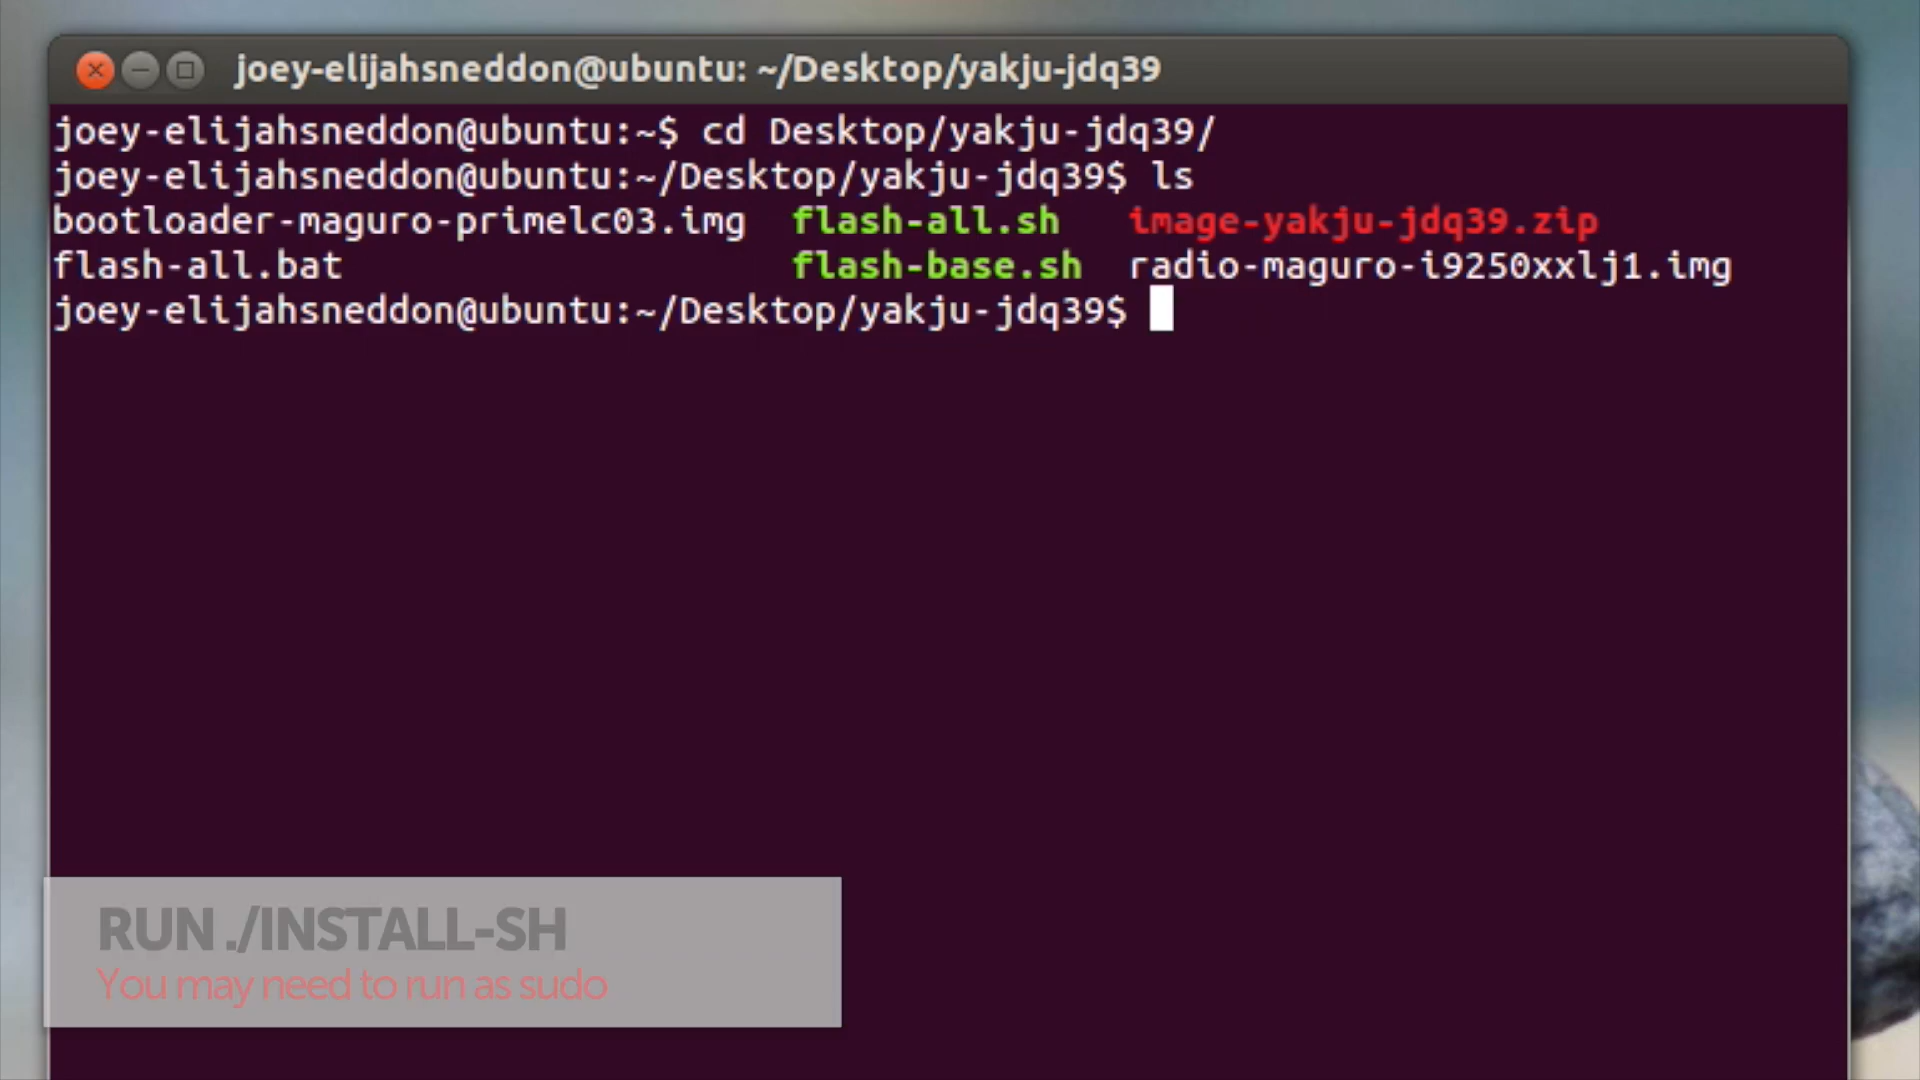 joey-elijahsneddon@ubuntu: ~/Desktop/yakju-jdq39
joey-elijahsneddon@ubuntu:~$ cd Desktop/yakju-jdq39/
joey-elijahsneddon@ubuntu:~/Desktop/yakju-jdq39$ ls
bootloader-maguro-primelc03.img flash-all.sh image-yakju-jdq39.zip
flash-all.bat flash-base.sh radio-maguro-i9250xxlj1.img
joey-elijahsneddon@ubuntu:~/Desktop/yakju-jdq39$
RUN ./INSTALL-SH
You may need to run as sudo